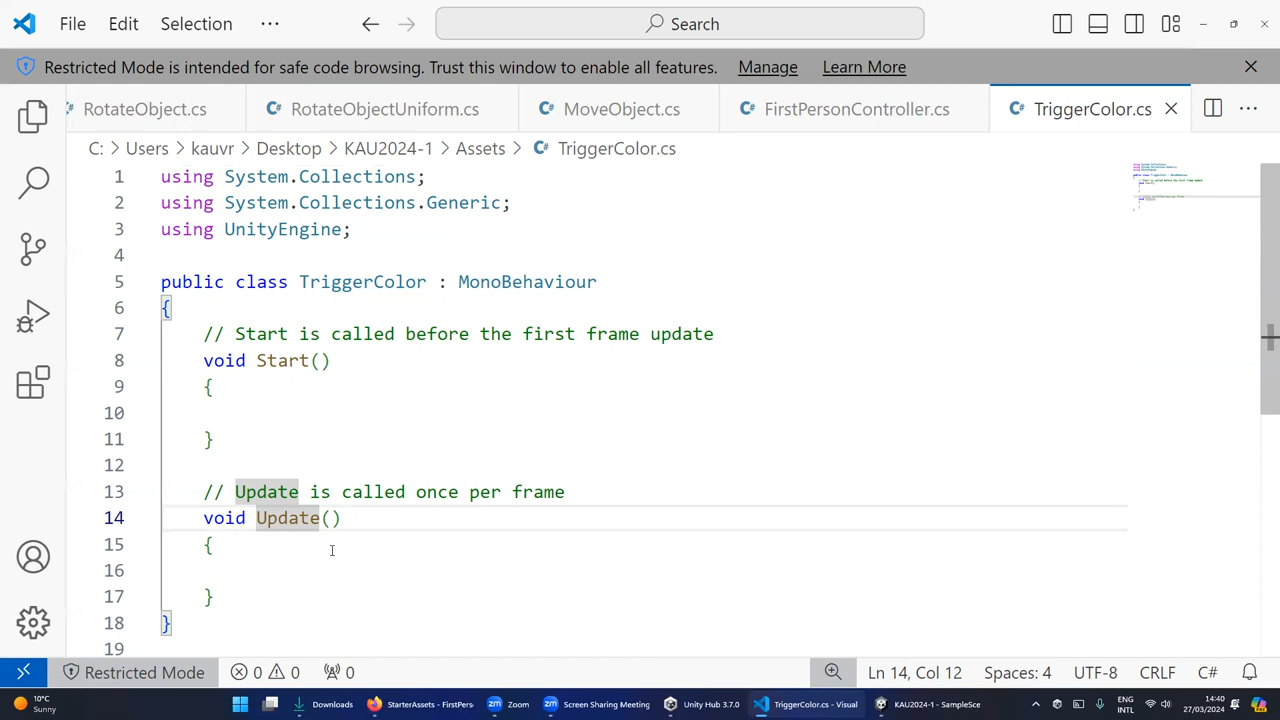 File Edit Selection ··· Search
Restricted Mode is intended for safe code browsing. Trust this window to enable all features. Manage Learn More
RotateObject.cs RotateObjectUniform.cs MoveObject.cs FirstPersonController.cs TriggerColor.cs
C: > Users > kauvr > Desktop > KAU2024-1 > Assets > TriggerColor.cs
1 using System.Collections;
2 using System.Collections.Generic;
3 using UnityEngine;
4
5 public class TriggerColor : MonoBehaviour
6 {
7 // Start is called before the first frame update
8 void Start()
9 {
10
11 }
12
13 // Update is called once per frame
14 void Update()
15 {
16
17 }
18 }
19
Restricted Mode 0 0 0 Ln 14, Col 12 Spaces: 4 UTF-8 CRLF C#
10°C
Sunny
Downloads StarterAssets - FirstPers Zoom Screen Sharing Meeting Unity Hub 3.7.0 TriggerColor.cs - Visual KAU2024-1 - SampleSce
ENG
INTL
14:40
27/03/2024